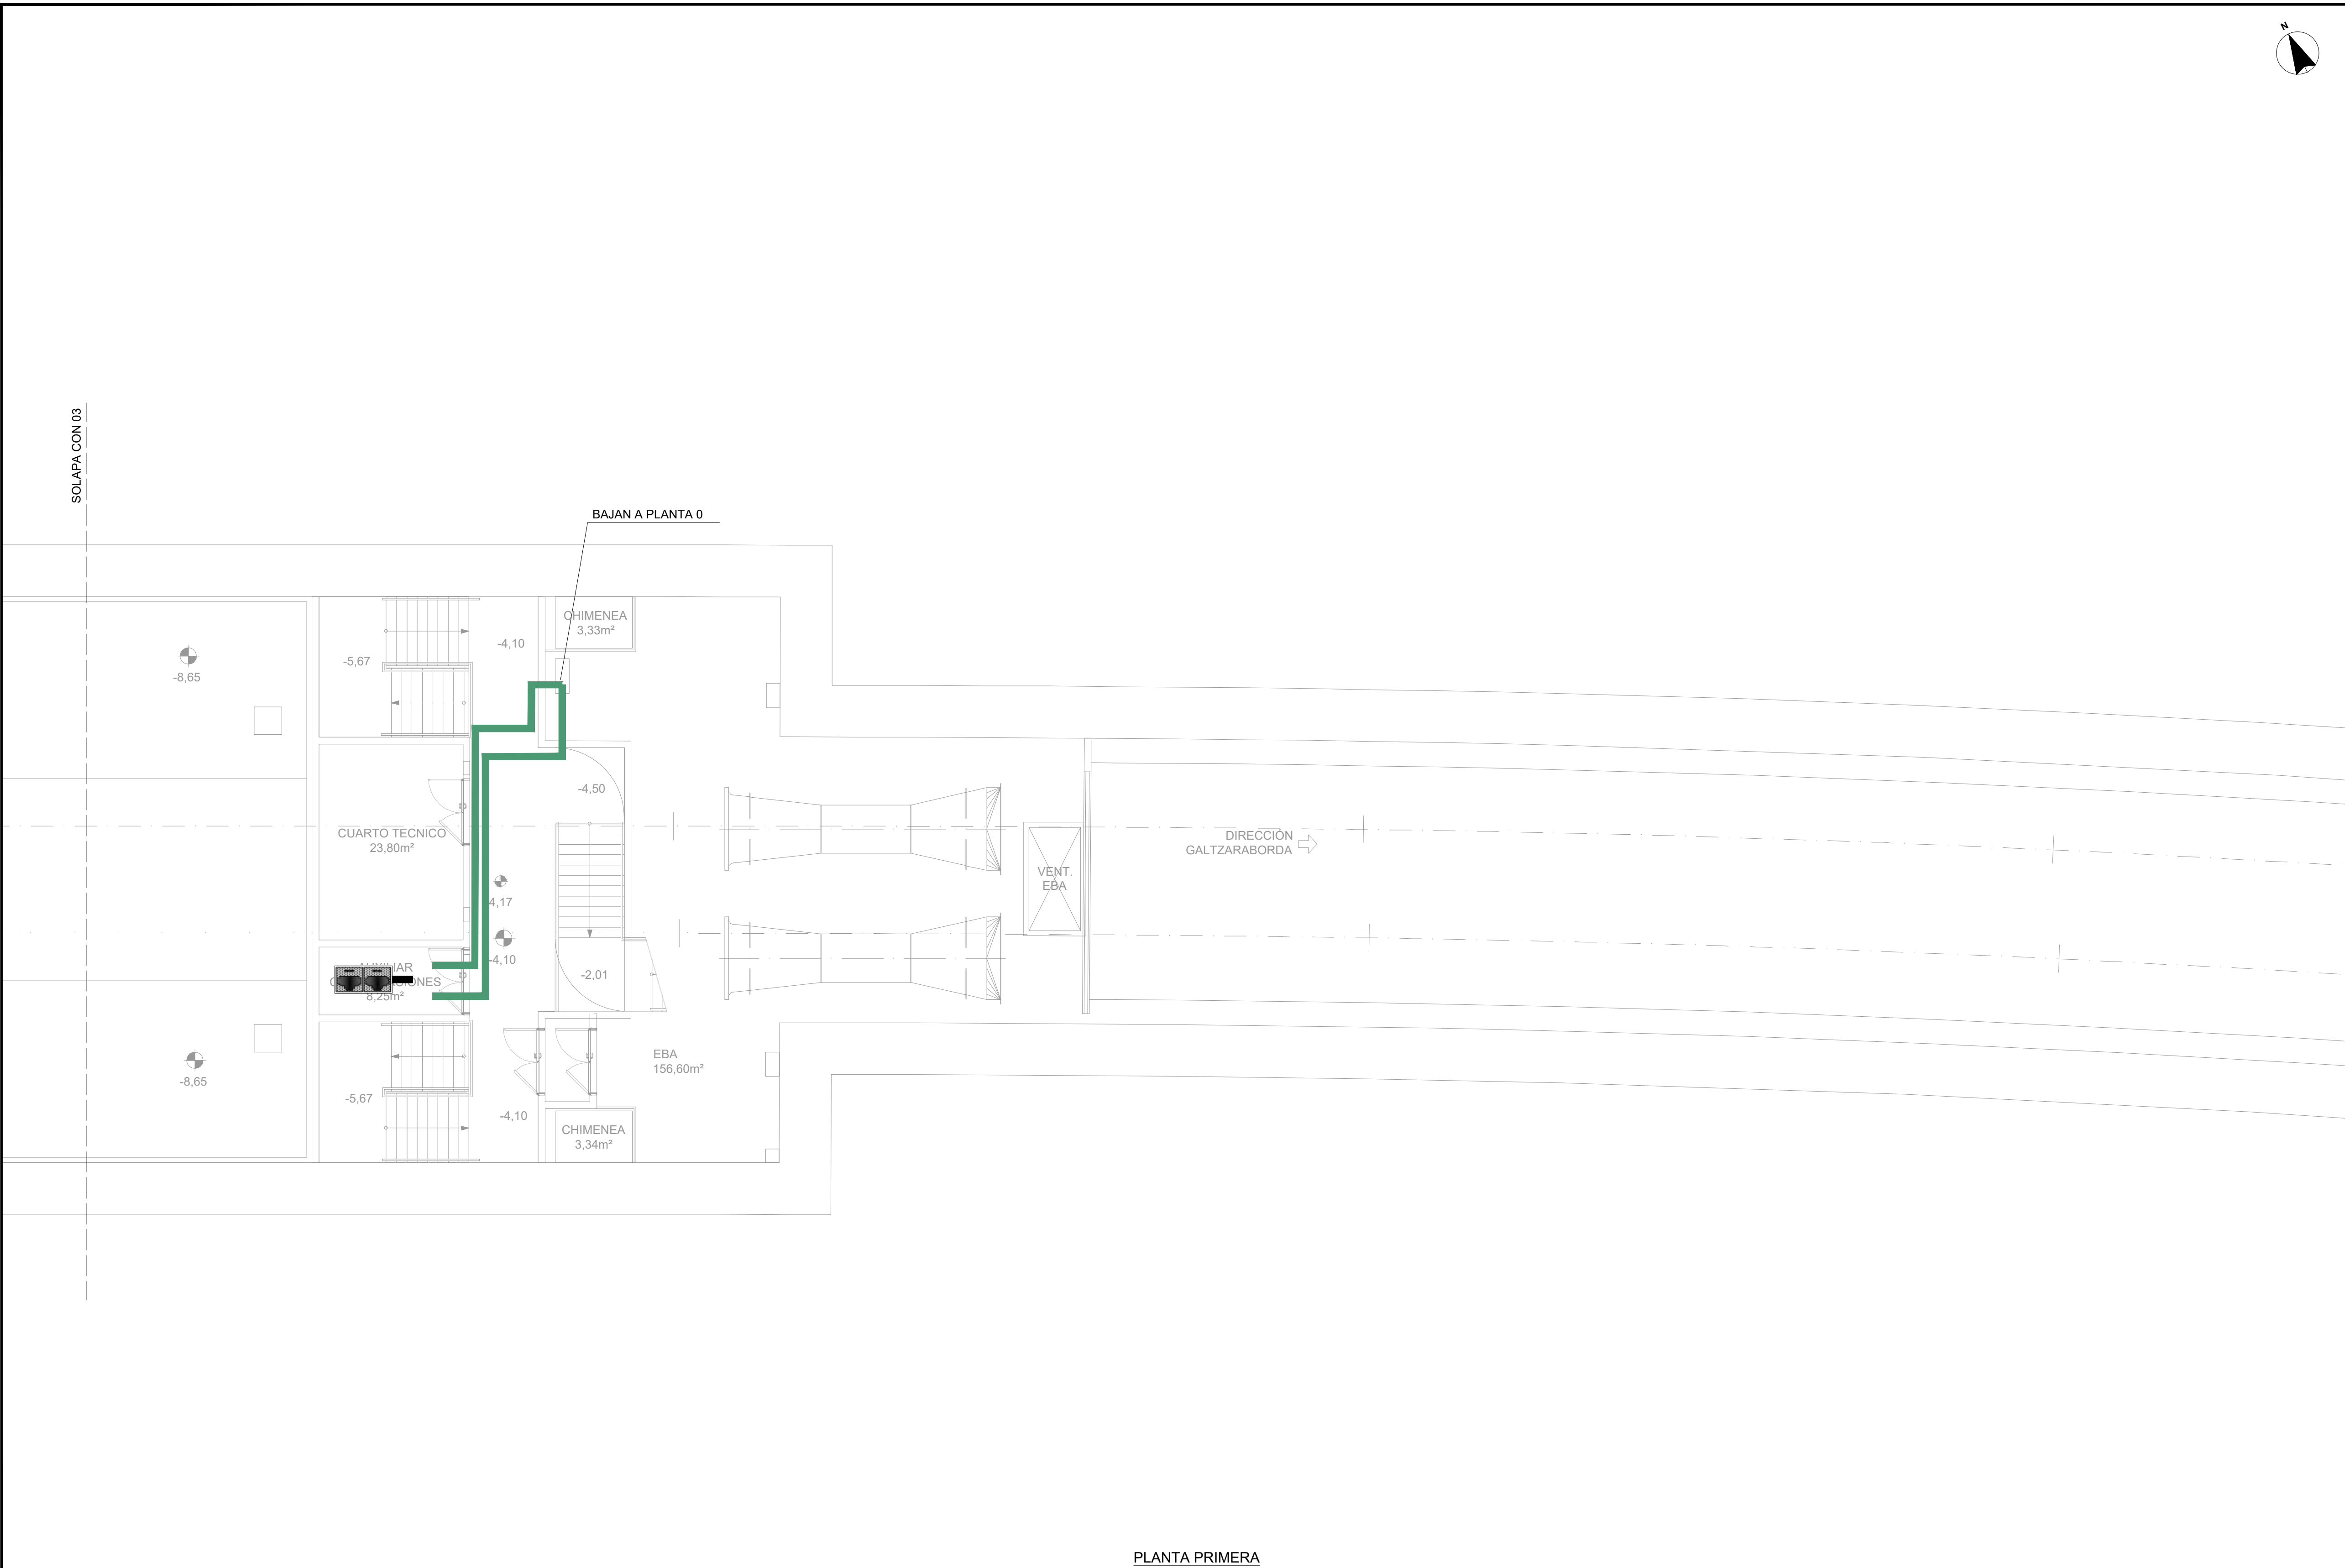 N
SOLAPA CON 03
BAJAN A PLANTA 0
CHIMENEA
3,33m²
-4,10
-5,67
-8,65
-4,50
CUARTO TECNICO
23,80m²
DIRECCIÓN
GALTZARABORDA
VENT.
EBA
4,17
-4,10
-2,01
8,25m²
EBA
156,60m²
-8,65
-5,67
-4,10
CHIMENEA
3,34m²
PLANTA PRIMERA